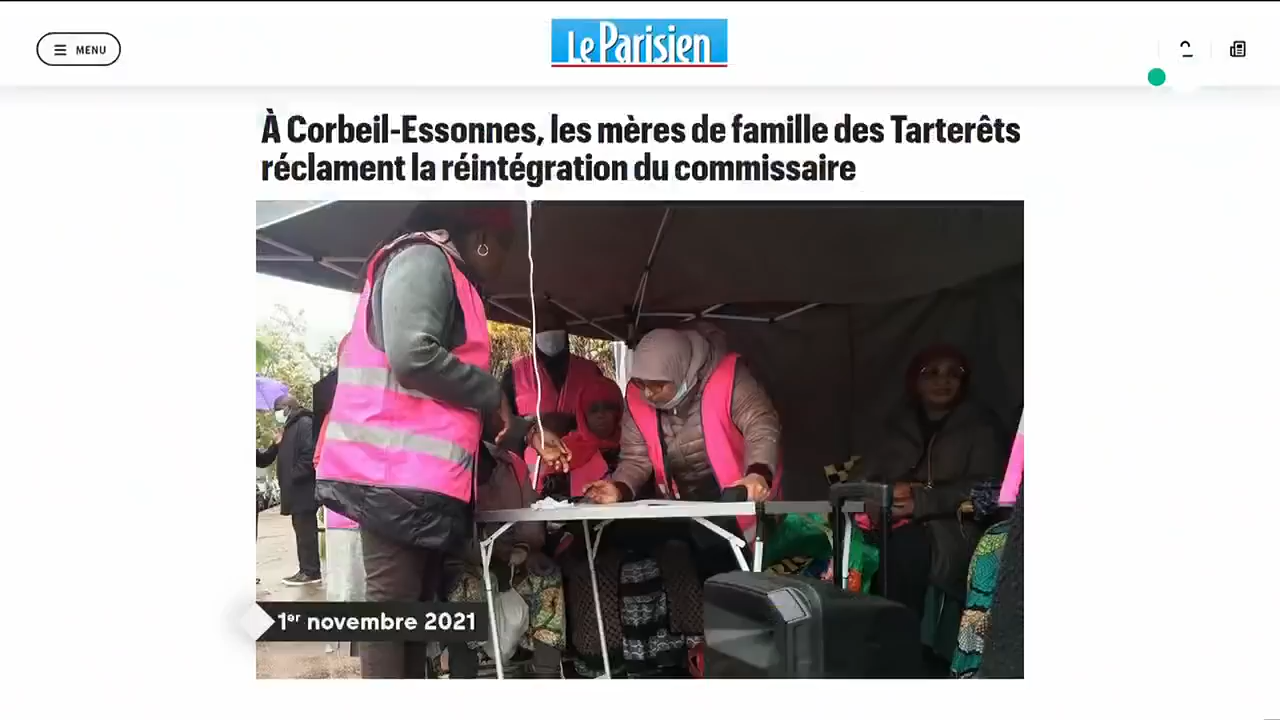 MENU
Le Parisien
À Corbeil-Essonnes, les mères de famille des Tarterêts
réclament la réintégration du commissaire
1er novembre 2021